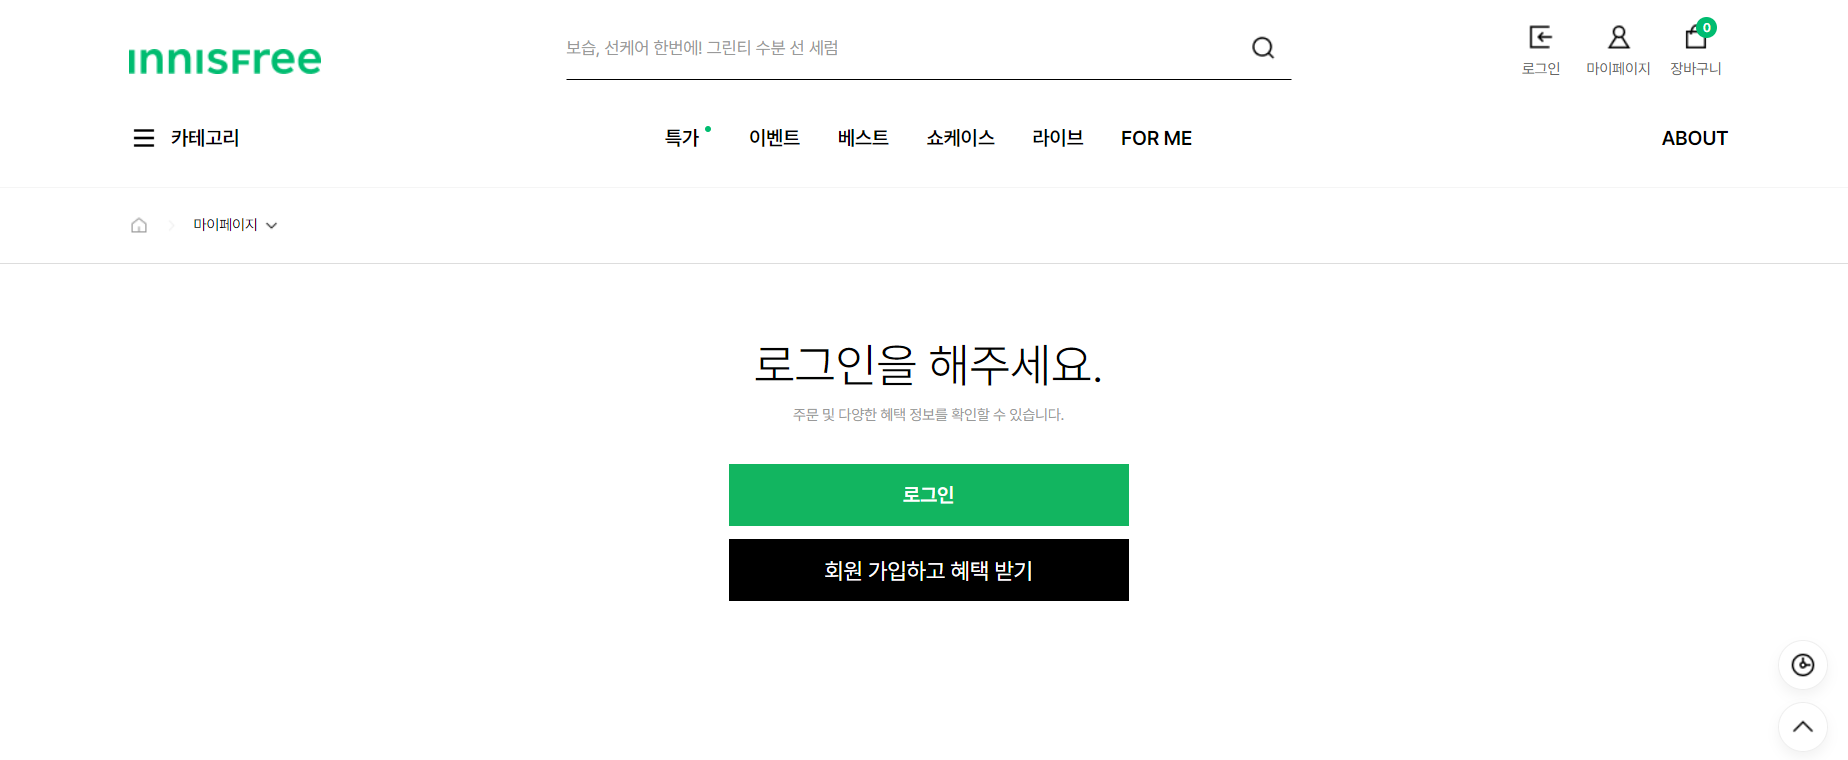 innisfree
보습, 선케어 한번에! 그린티 수분 선 세럼
로그인
마이페이지
0
장바구니
카테고리
특가
이벤트
베스트
쇼케이스
라이브
FOR ME
ABOUT
마이페이지
로그인을 해주세요.
주문 및 다양한 혜택 정보를 확인할 수 있습니다.
로그인
회원 가입하고 혜택 받기